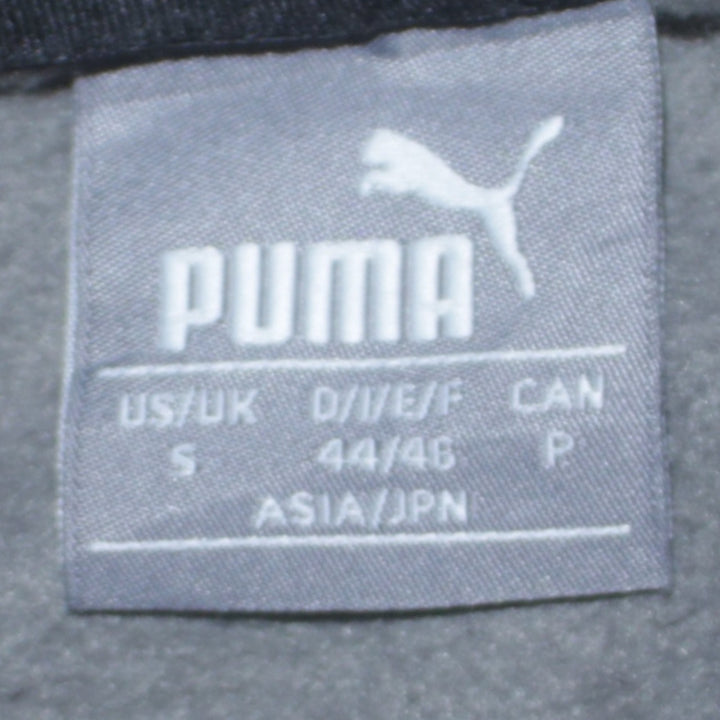 PUMA
US/UK D/I/E/F CAN
S 44/46 P
ASIA/JPN